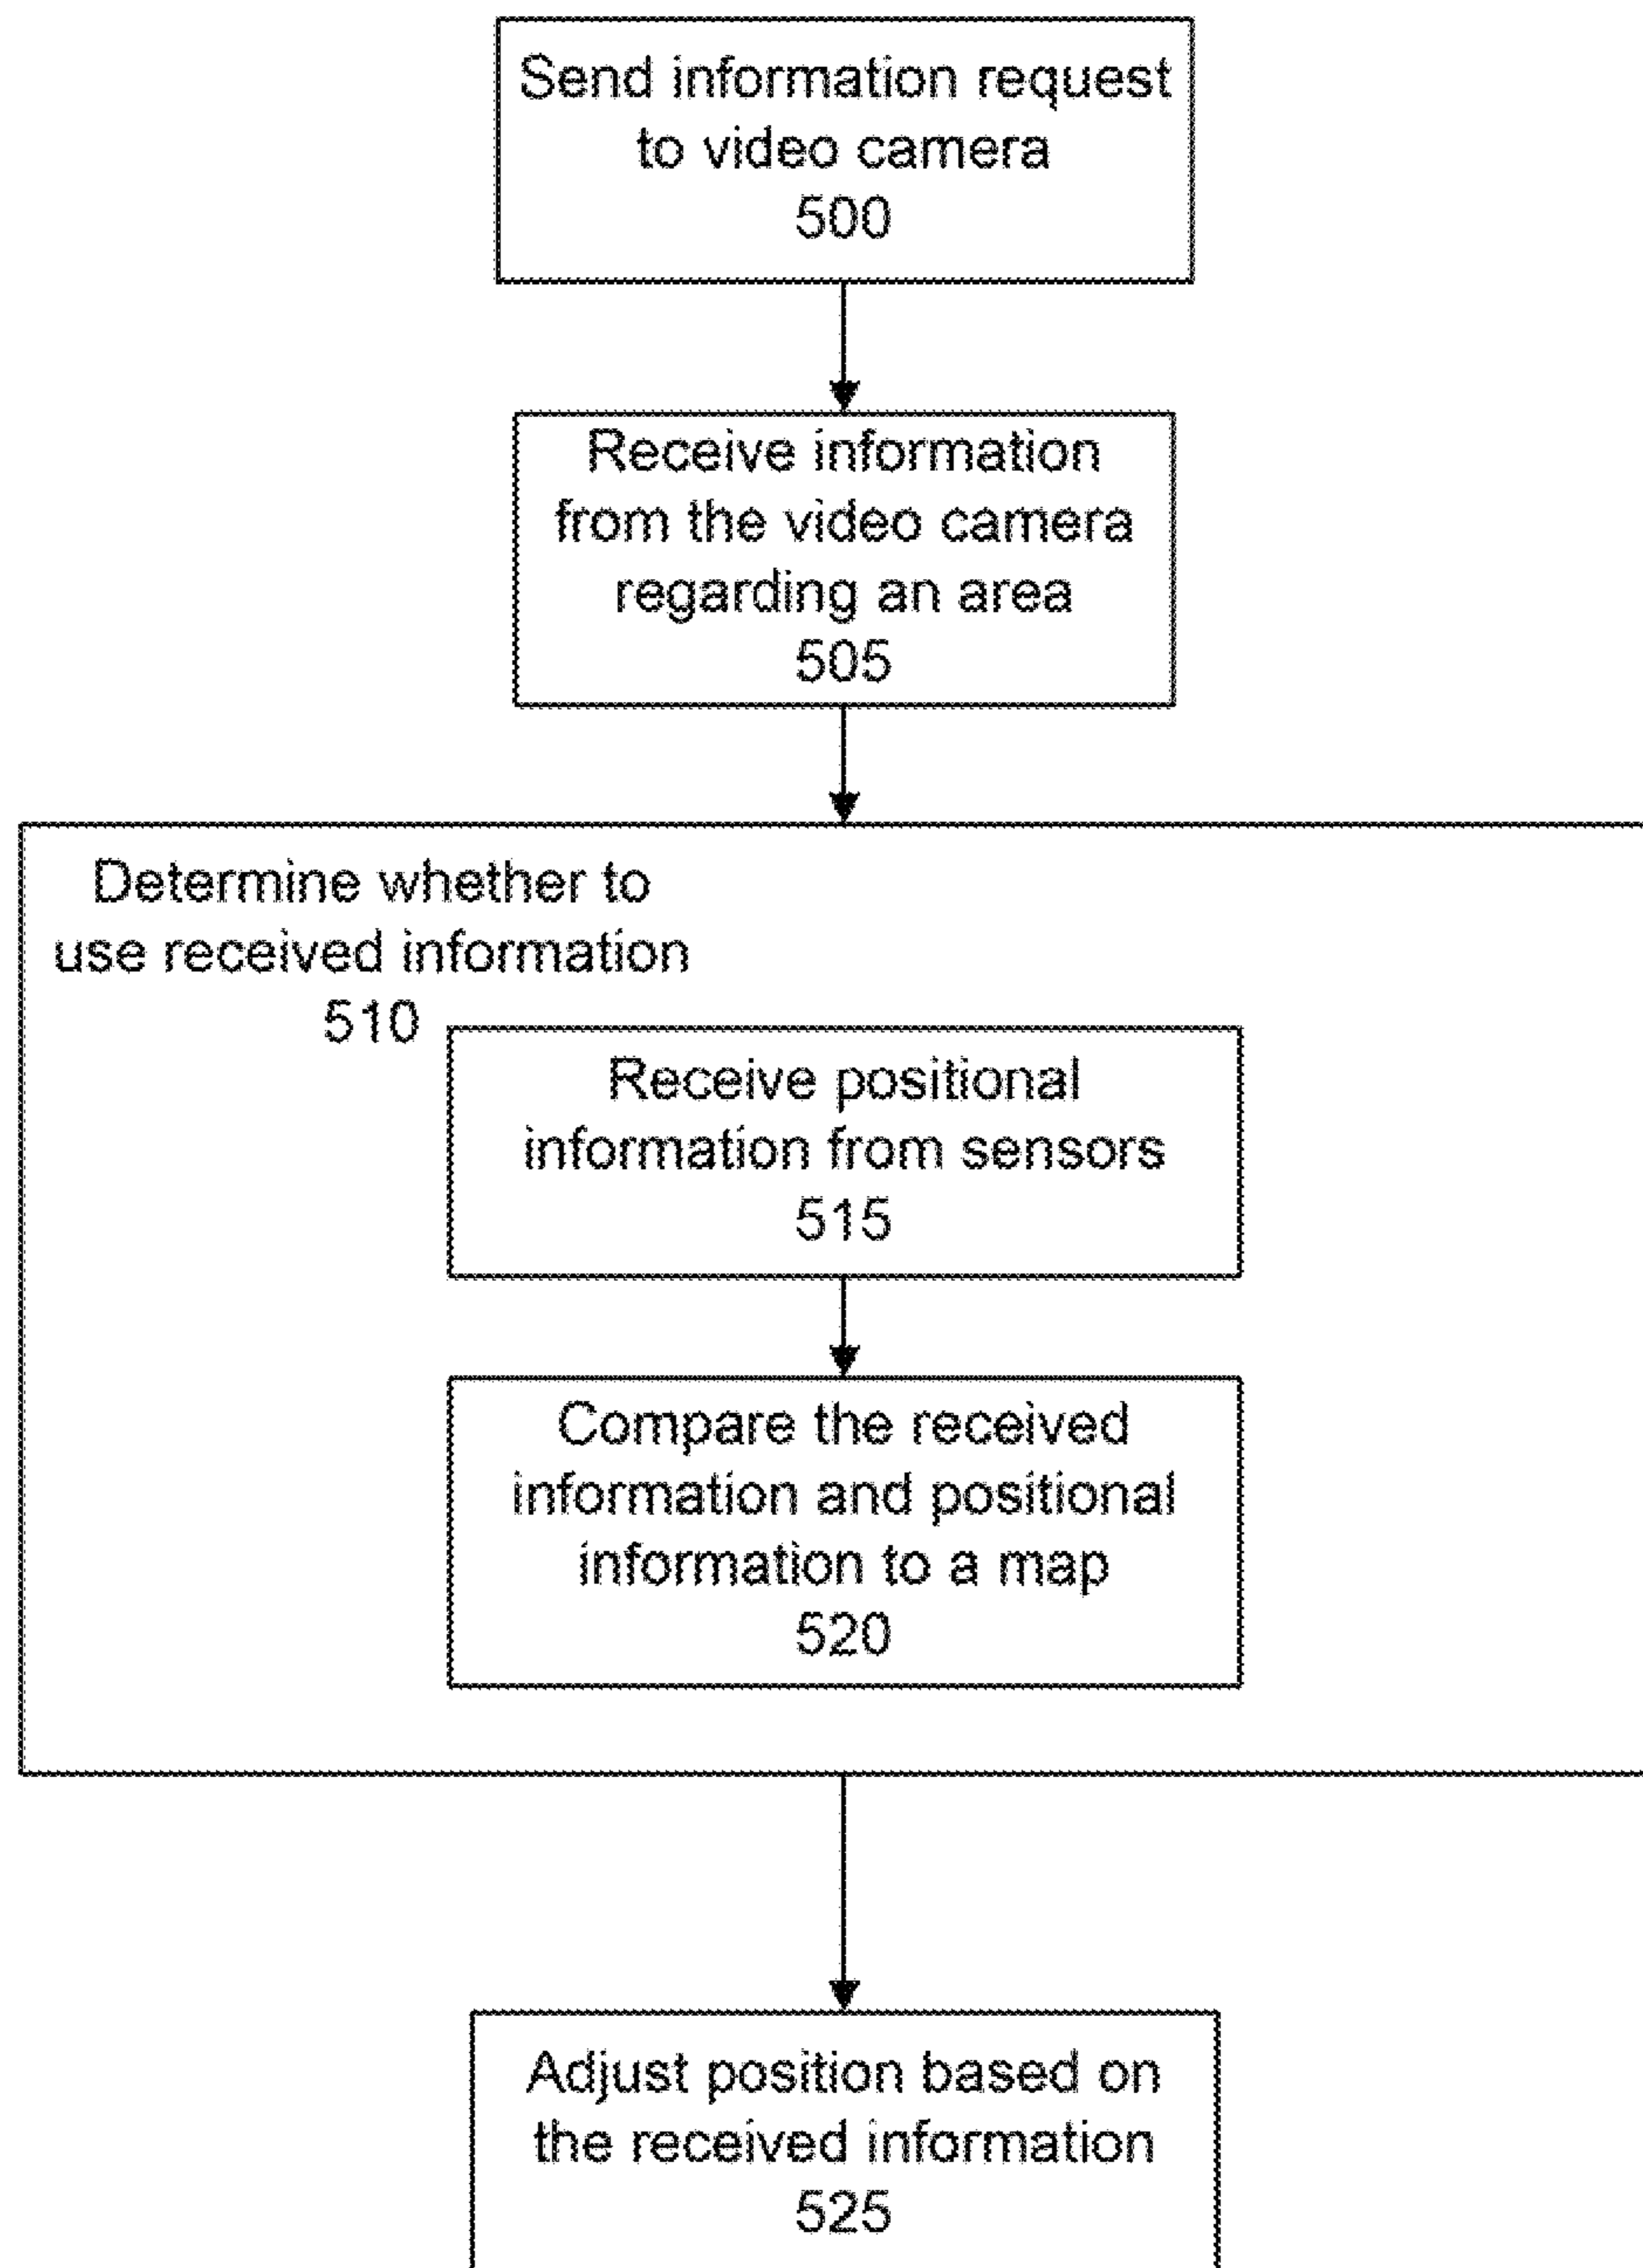 Send information request
to video camera
500
Receive information
from the video camera
regarding an area
505
Determine whether to
use received information
510
Receive positional
information from sensors
515
Compare the received
information and positional
information to a map
520
Adjust position based on
the received information
525